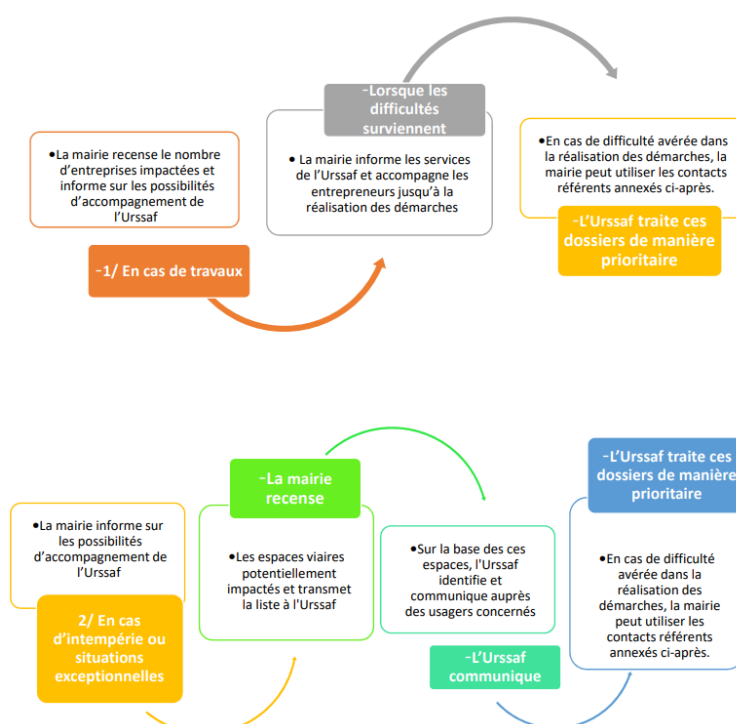 •La mairie recense le nombre
d'entreprises impactées et
informe sur les possibilités
d'accompagnement de
l'Urssaf
-1/ En cas de travaux
-Lorsque les
difficultés
surviennent
• La mairie informe les services
de l'Urssaf et accompagne les
entrepreneurs jusqu'à la
réalisation des démarches
•En cas de difficulté avérée dans
la réalisation des démarches, la
mairie peut utiliser les contacts
référents annexés ci-après.
-L'Urssaf traite ces
dossiers de manière
prioritaire
•La mairie informe sur
les possibilités
d'accompagnement de
l'Urssaf
2/ En cas
d'intempérie ou
situations
exceptionnelles
-La mairie
recense
•Les espaces viaires
potentiellement
impactés et transmet
la liste à l'Urssaf
•Sur la base des ces
espaces, l'Urssaf
identifie et
communique auprès
des usagers concernés
-L'Urssaf
communique
-L'Urssaf traite ces
dossiers de manière
prioritaire
•En cas de difficulté
avérée dans la
réalisation des
démarches, la mairie
peut utiliser les
contacts référents
annexés ci-après.